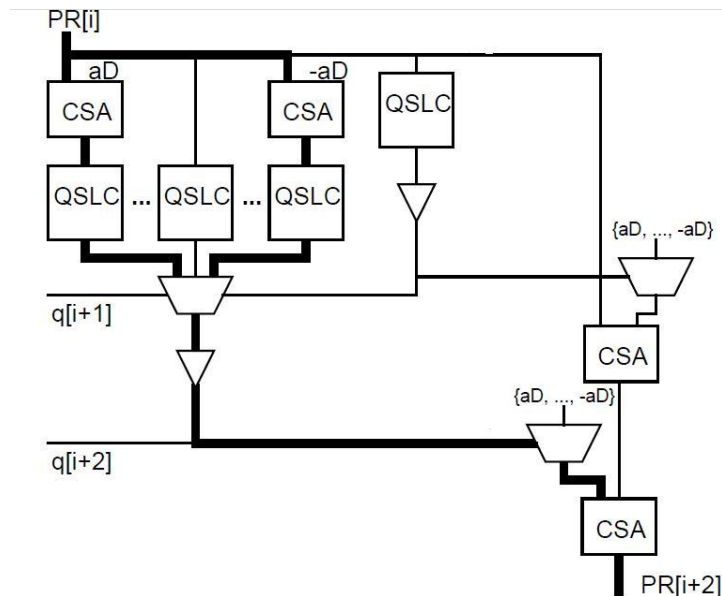 PR[i]
aD -aD
CSA CSA QSLC
QSLC ... QSLC ... QSLC
{aD, ..., -aD}
q[i+1]
CSA
{aD, ..., -aD}
q[i+2]
CSA
PR[i+2]